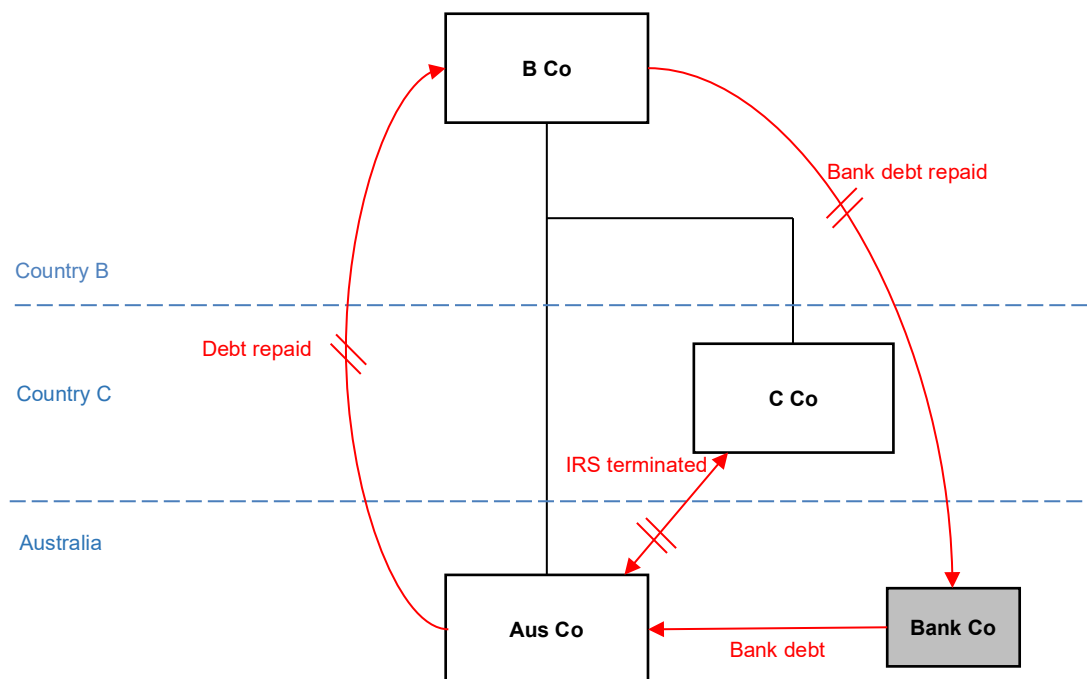 B Co
Bank debt repaid
Country B
Debt repaid
Country C
C Co
IRS terminated
Australia
Aus Co
Bank Co
Bank debt